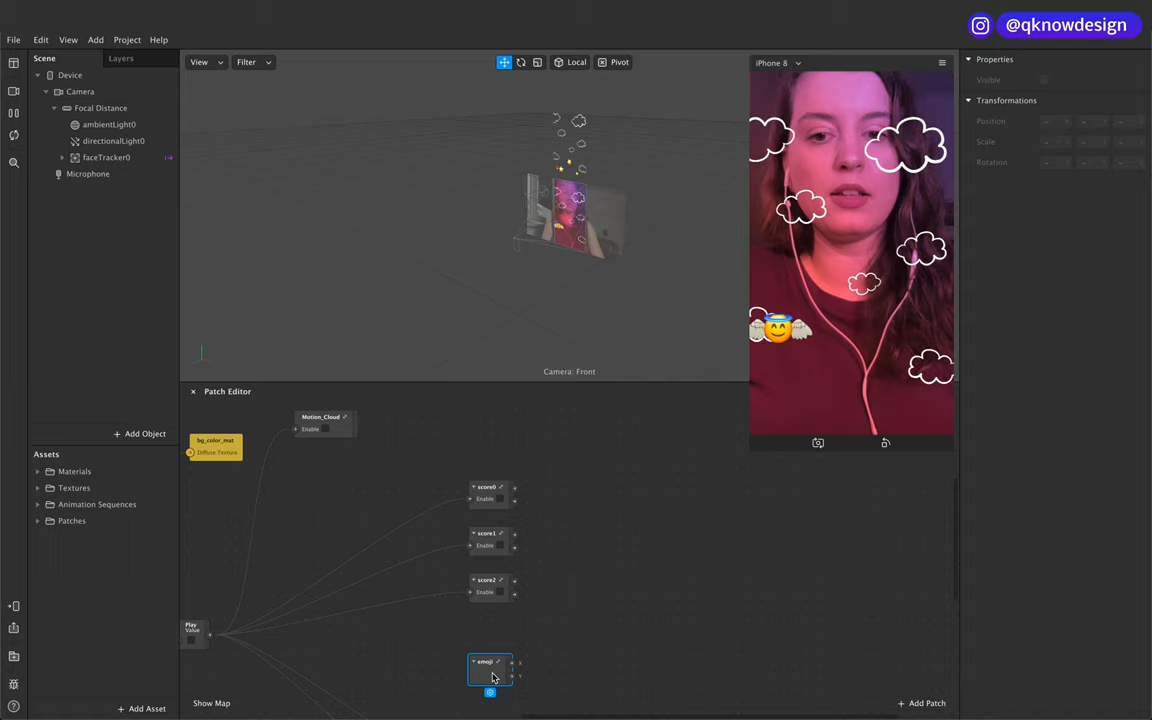 @qknowdesign
File Edit View Add Project Help
Scene Layers
Device
Camera
Focal Distance
ambientLight0
directionalLight0
faceTracker0
Microphone
Add Object
Assets
Materials
Textures
Animation Sequences
Patches
Add Asset
View Filter Local Pivot
Camera: Front
iPhone 8
Properties
Visible
Transformations
Position
Scale
Rotation
Patch Editor
Motion_Cloud
Enable
bg_color_mat
Diffuse Texture
score0
Enable
score1
Enable
score2
Enable
Play
Value
emoji
X
Y
Show Map
Add Patch